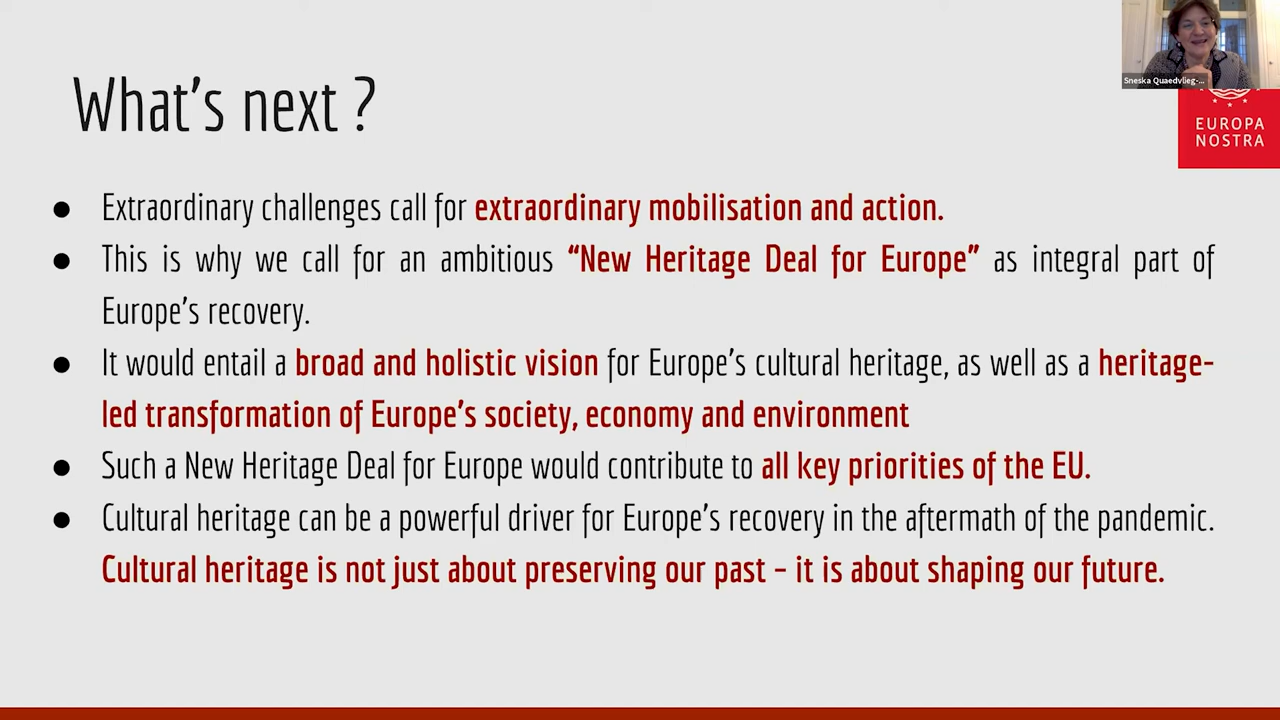 Sneska Quaedvlieg-...
EUROPA
NOSTRA
What's next ?
● Extraordinary challenges call for extraordinary mobilisation and action.
● This is why we call for an ambitious “New Heritage Deal for Europe” as integral part of
Europe's recovery.
● It would entail a broad and holistic vision for Europe's cultural heritage, as well as a heritage-
led transformation of Europe's society, economy and environment
● Such a New Heritage Deal for Europe would contribute to all key priorities of the EU.
● Cultural heritage can be a powerful driver for Europe's recovery in the aftermath of the pandemic.
Cultural heritage is not just about preserving our past – it is about shaping our future.